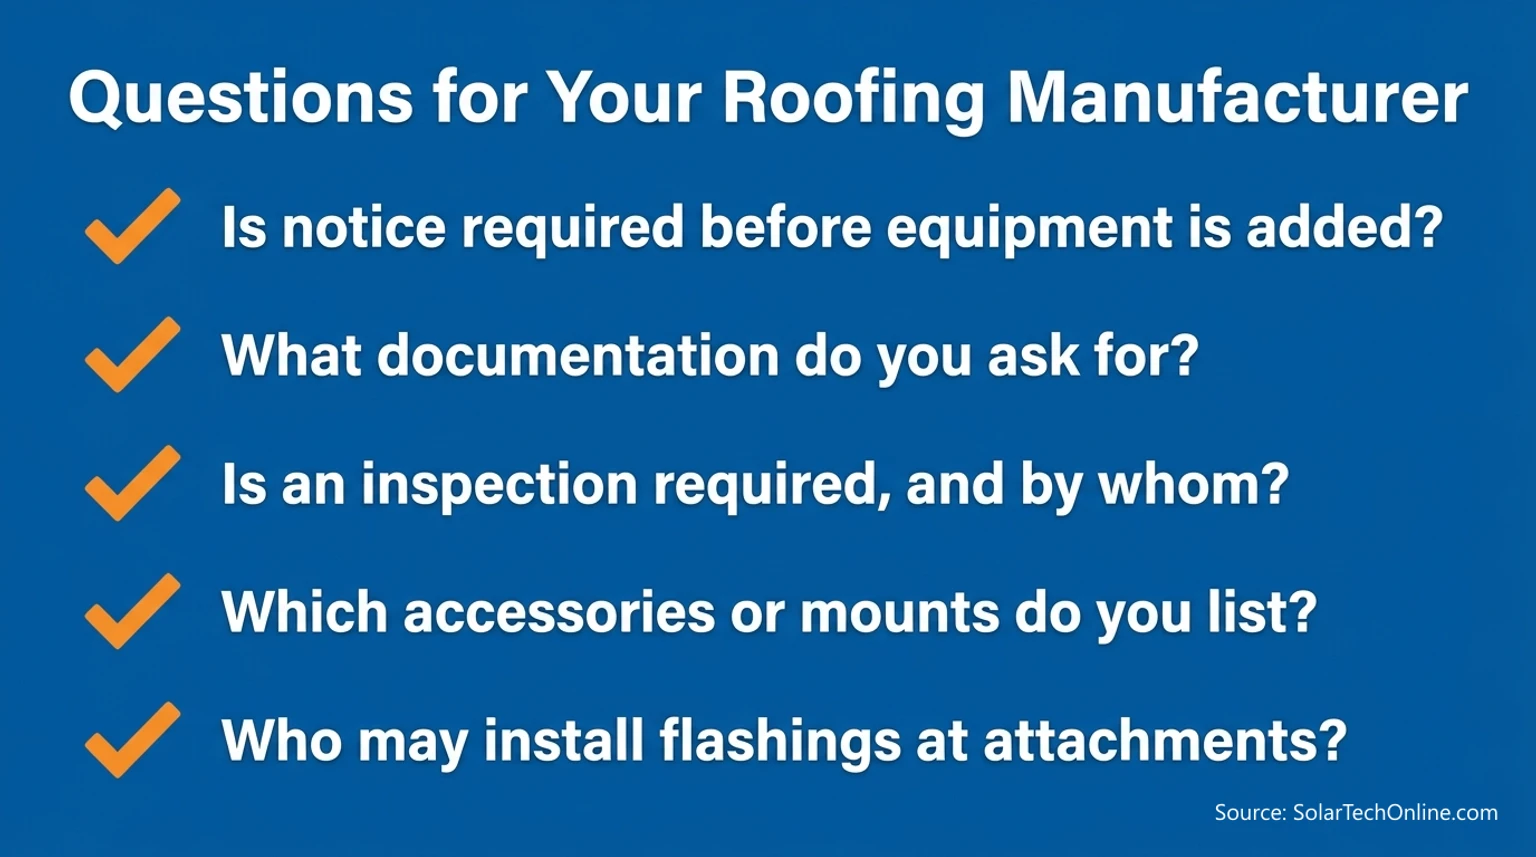 Questions for Your Roofing Manufacturer
Is notice required before equipment is added?
What documentation do you ask for?
Is an inspection required, and by whom?
Which accessories or mounts do you list?
Who may install flashings at attachments?
Source: SolarTechOnline.com